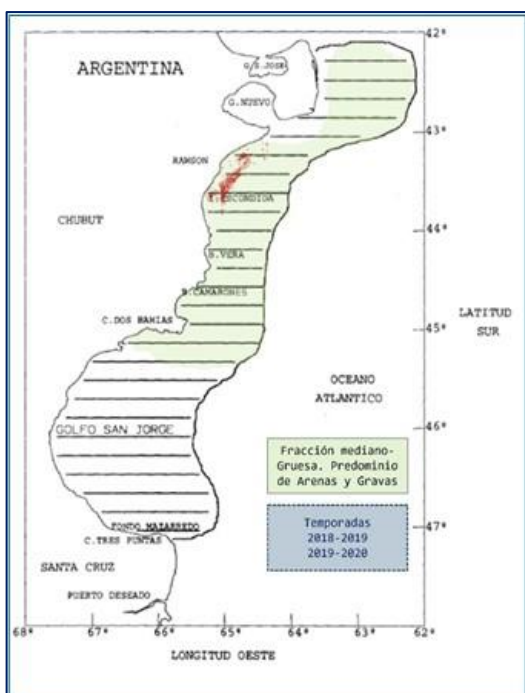 42°
ARGENTINA
G.S.JOSE
G.NUEVO
43°
RAWSON
I.ESCONDIDA
CHUBUT
44°
B.VERA
B.CAMARONES
LATITUD
SUR
C.DOS BAHIAS
45°
OCEANO
ATLANTICO
GOLFO SAN JORGE
46°
Fracción mediano-
Gruesa. Predominio
de Arenas y Gravas
Temporadas
2018-2019
2019-2020
FONDO MAZARREDO
47°
C.TRES PUNTAS
SANTA CRUZ
PUERTO DESEADO
68° 67° 66° 65° 64° 63° 62°
LONGITUD OESTE